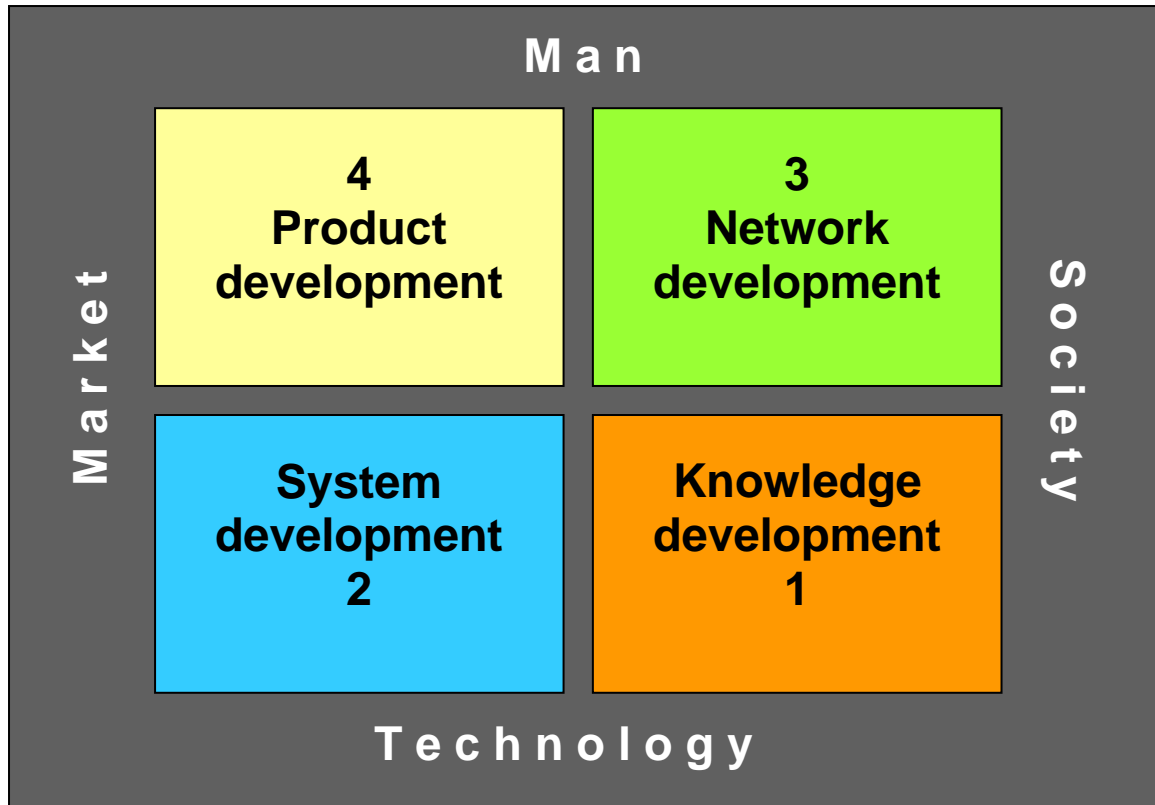 Man
4
Product
development
3
Network
development
Market
Society
System
development
2
Knowledge
development
1
Technology